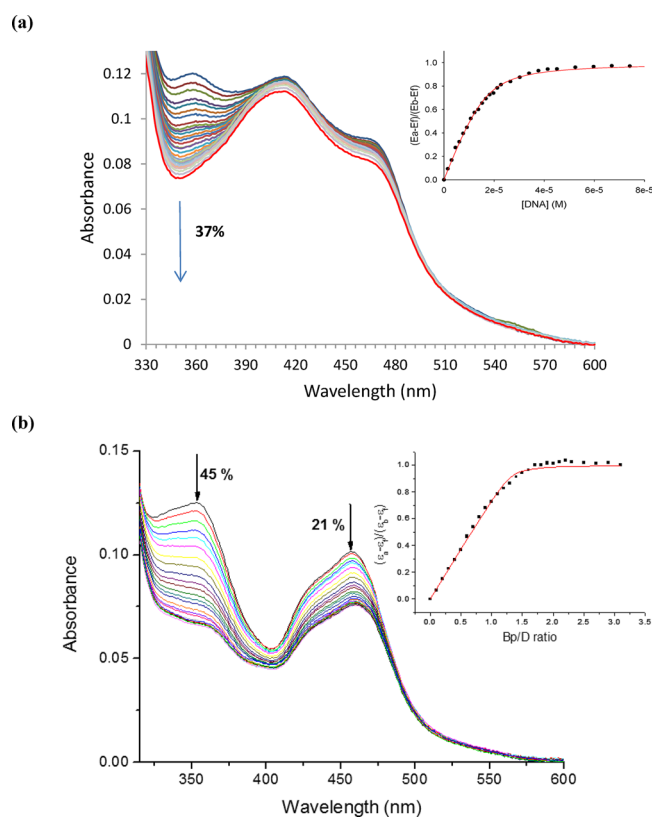 (a)
Absorbance
0.12
0.1
0.08
0.06
0.04
0.02
0
37%
330 360 390 420 450 480 510 540 570 600
Wavelength (nm)
(Ea-Ef)/(Eb-Ef)
1.0
0.8
0.6
0.4
0.2
0.0
0 2e-5 4e-5 6e-5 8e-5
[DNA] (M)
(b)
Absorbance
0.15
0.10
0.05
0.00
45 %
21 %
350 400 450 500 550 600
Wavelength (nm)
(εa-εf)/(εb-εf)
1.0
0.8
0.6
0.4
0.2
0.0
0.0 0.5 1.0 1.5 2.0 2.5 3.0 3.5
Bp/D ratio